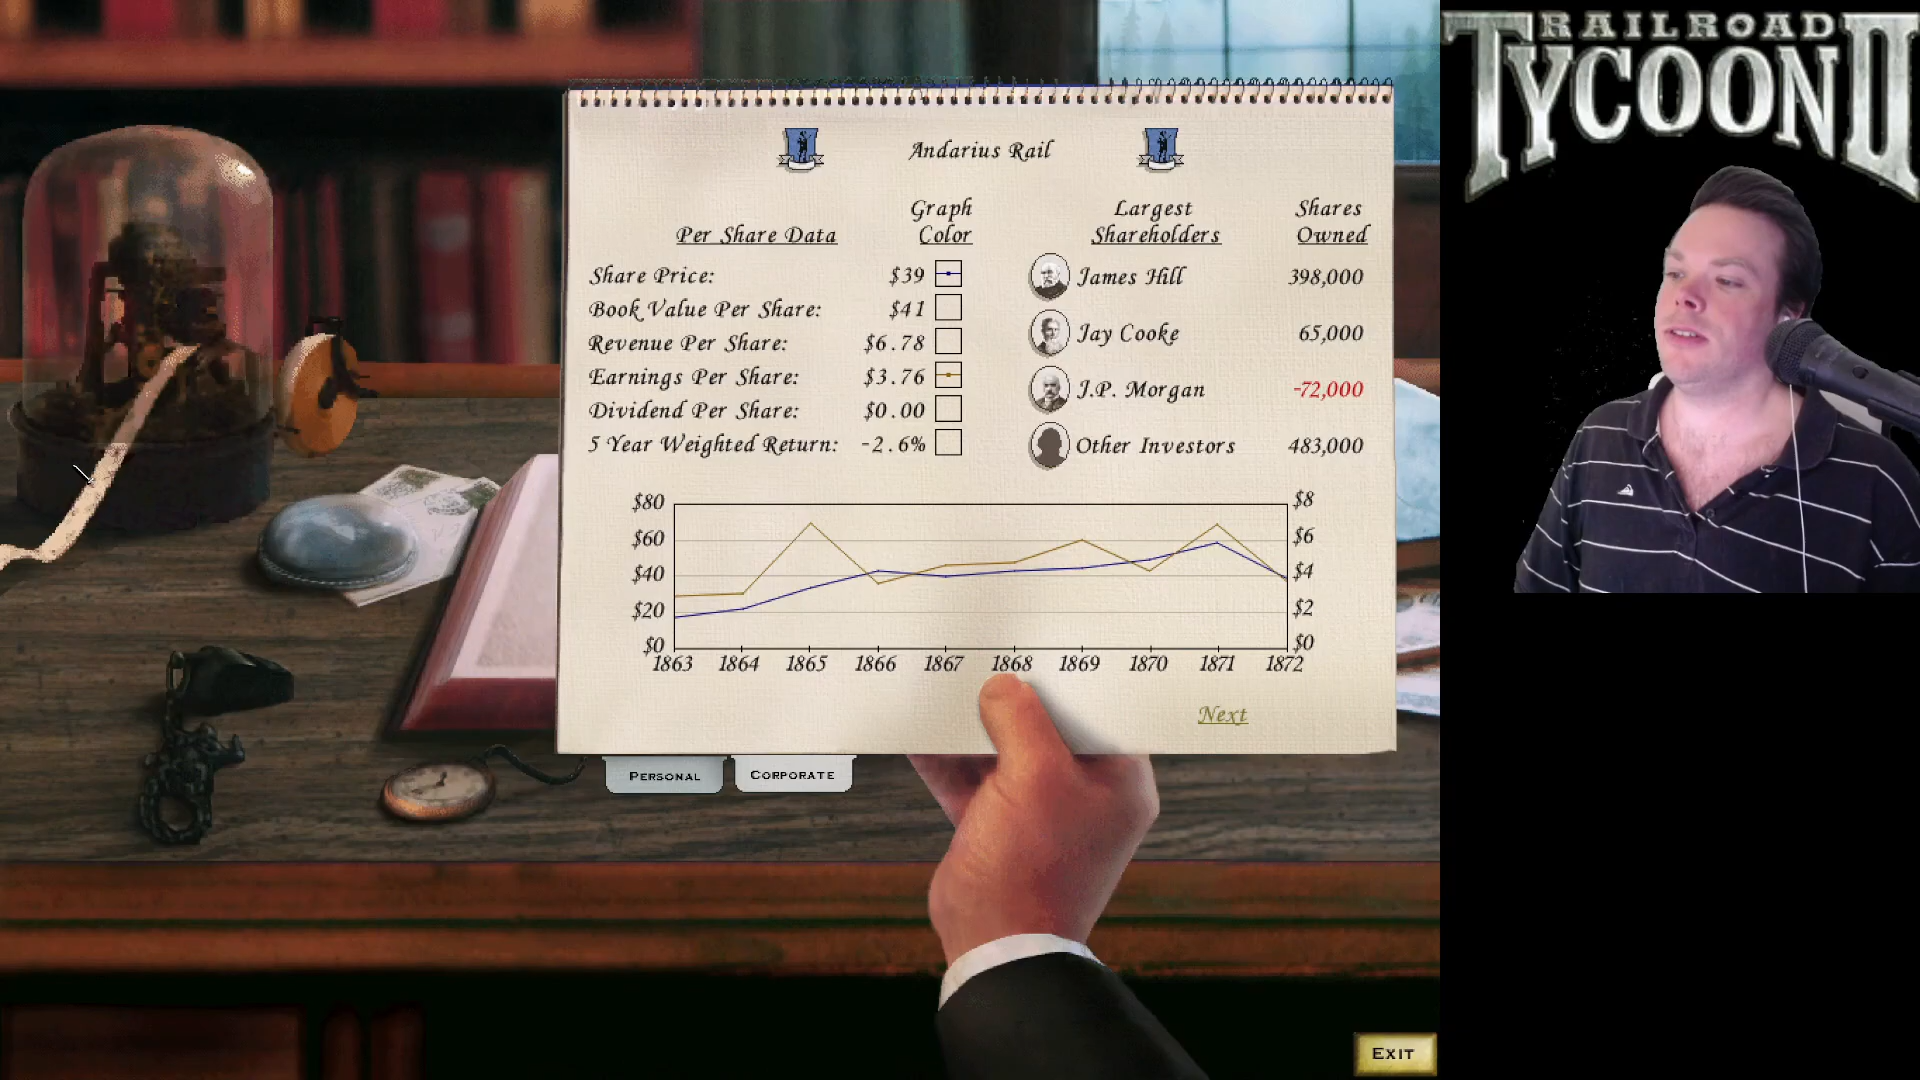 RAILROAD
TYCOON II
Andarius Rail
Per Share Data
Graph
Color
Largest
Shareholders
Shares
Owned
Share Price: $39
Book Value Per Share: $41
Revenue Per Share: $6.78
Earnings Per Share: $3.76
Dividend Per Share: $0.00
5 Year Weighted Return: -2.6%
James Hill 398,000
Jay Cooke 65,000
J.P. Morgan -72,000
Other Investors 483,000
$80
$60
$40
$20
$0
$8
$6
$4
$2
$0
1863 1864 1865 1866 1867 1868 1869 1870 1871 1872
Next
PERSONAL
CORPORATE
EXIT